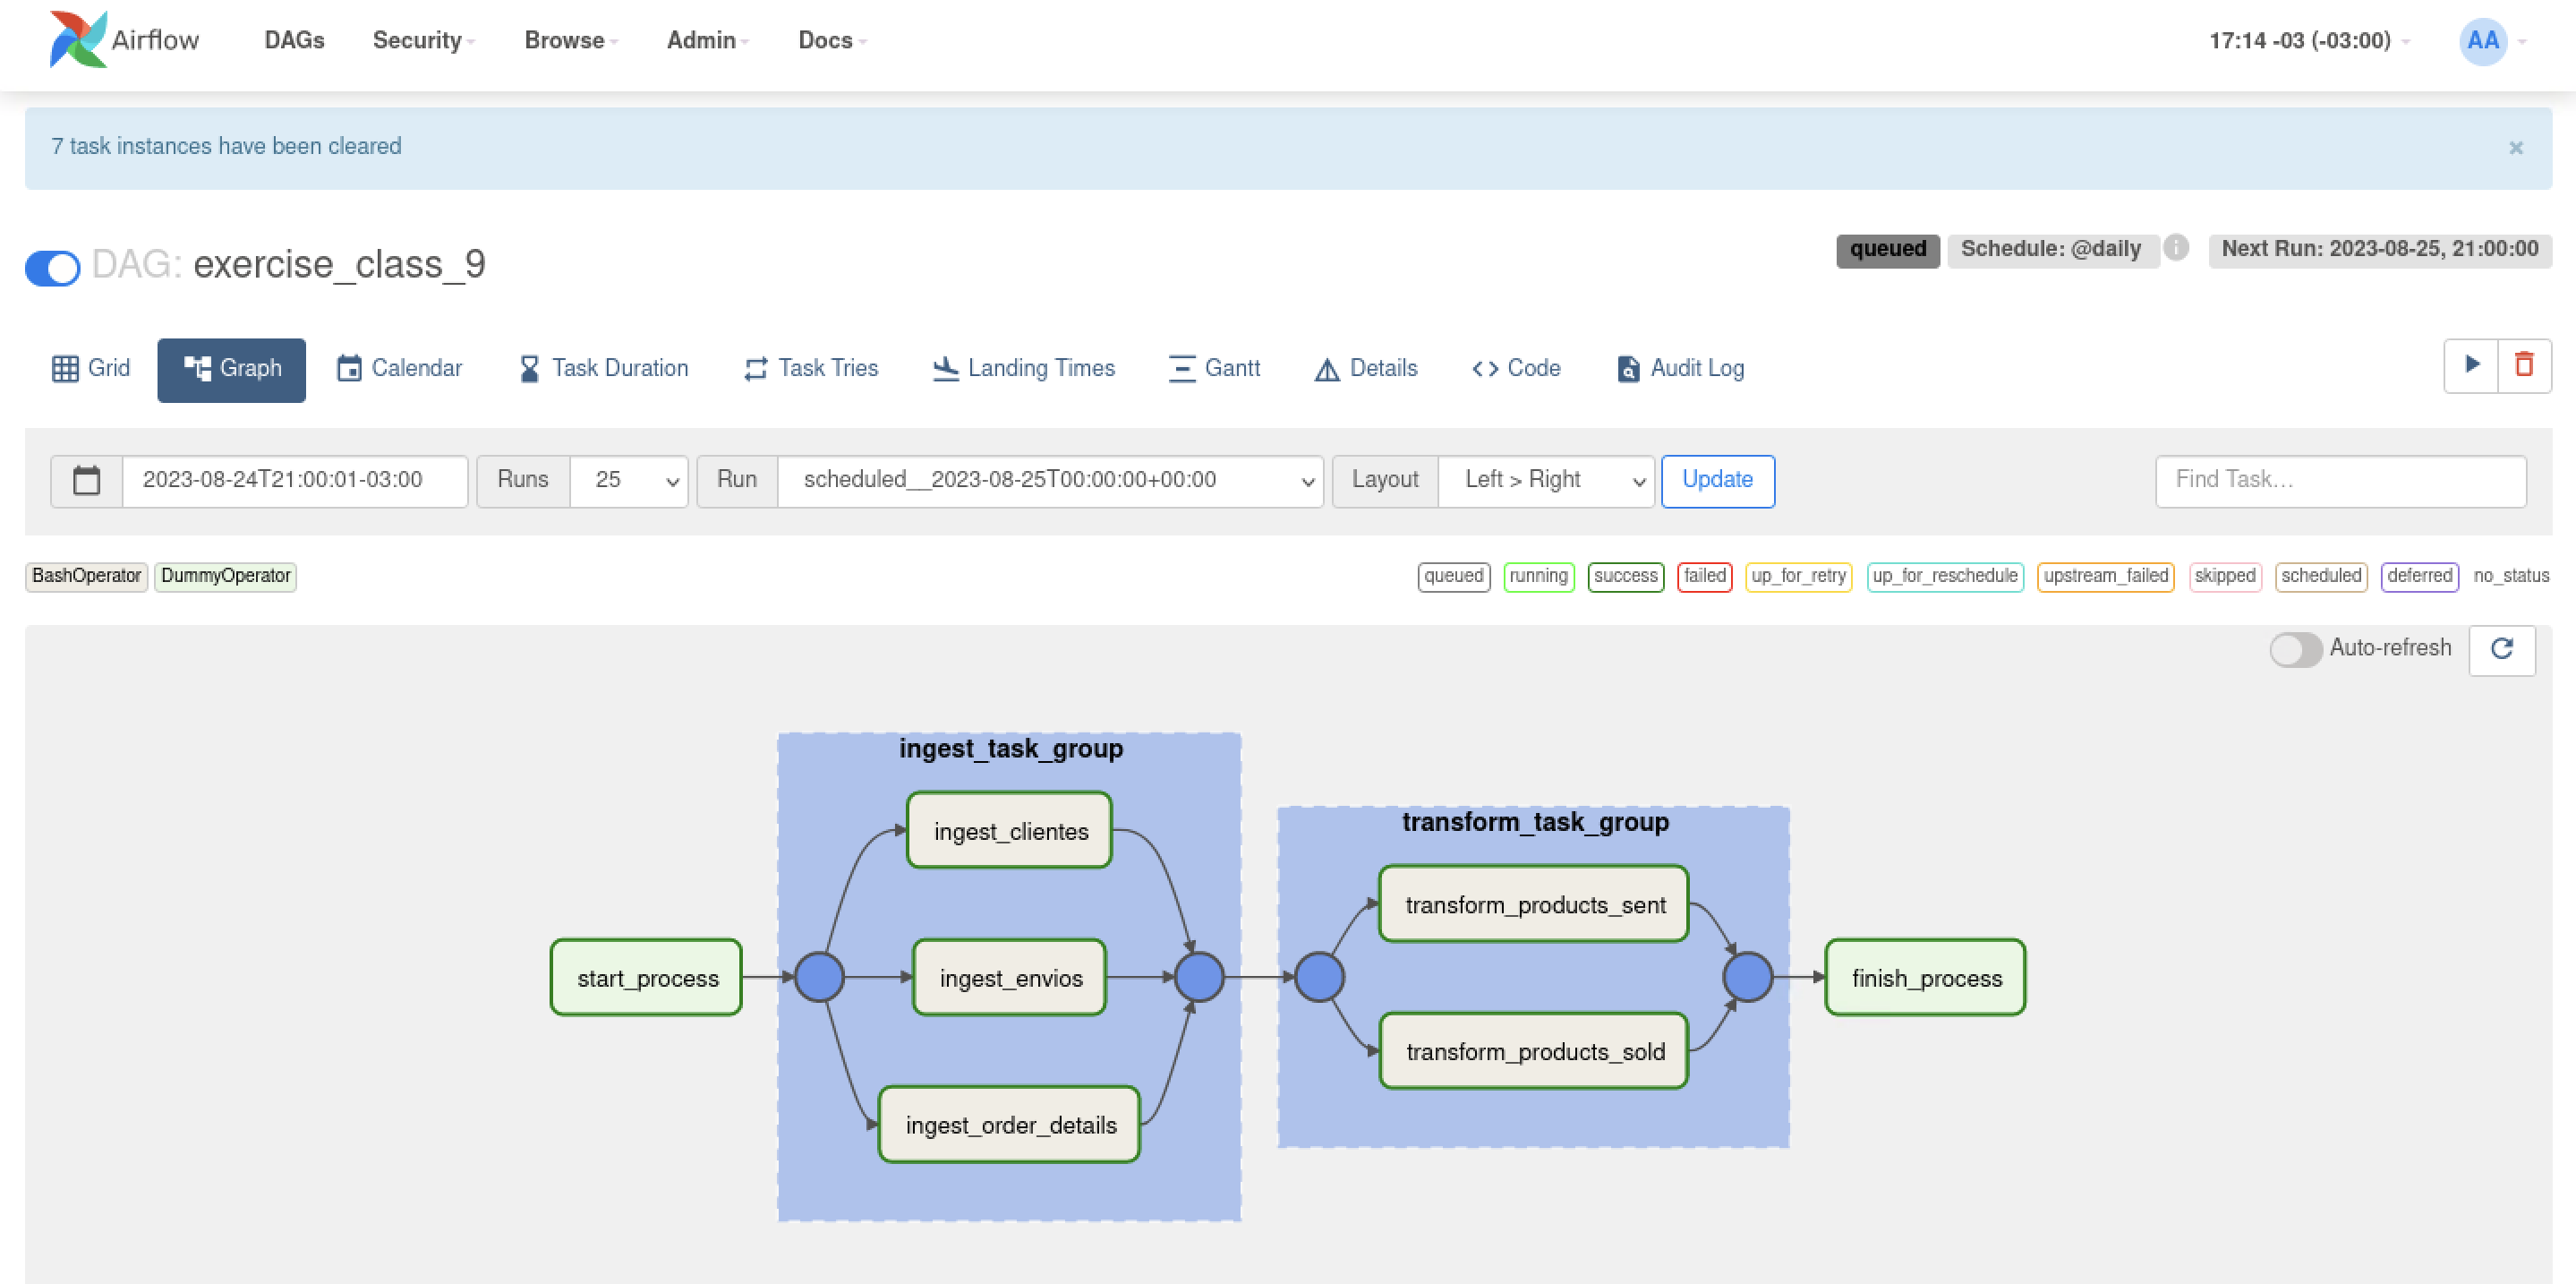 Airflow DAGs Security Browse Admin Docs 17:14 -03 (-03:00) AA
7 task instances have been cleared ×
DAG: exercise_class_9 queued Schedule: @daily i Next Run: 2023-08-25, 21:00:00
Grid Graph Calendar Task Duration Task Tries Landing Times Gantt Details Code Audit Log
2023-08-24T21:00:01-03:00 Runs 25 Run scheduled__2023-08-25T00:00:00+00:00 Layout Left > Right Update Find Task...
BashOperator DummyOperator queued running success failed up_for_retry up_for_reschedule upstream_failed skipped scheduled deferred no_status
Auto-refresh
ingest_task_group
ingest_clientes
transform_task_group
transform_products_sent
start_process
ingest_envios
finish_process
transform_products_sold
ingest_order_details